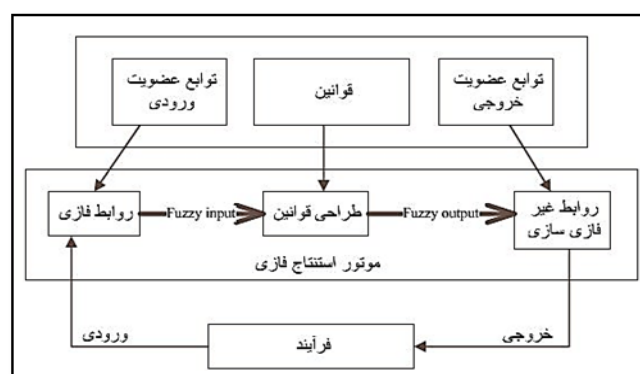 توابع عضویت
ورودی
قوانین
توابع عضویت
خروجی
روابط فازی
Fuzzy input
طراحی قوانین
Fuzzy output
روابط غیر
فازی سازی
موتور استنتاج فازی
ورودی
فرآیند
خروجی